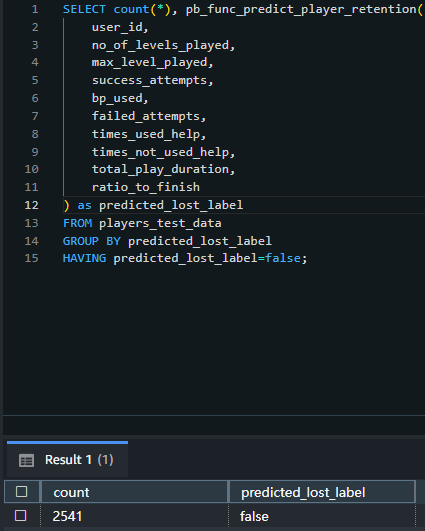 1 SELECT count(*), pb_func_predict_player_retention(
2 user_id,
3 no_of_levels_played,
4 max_level_played,
5 success_attempts,
6 bp_used,
7 failed_attempts,
8 times_used_help,
9 times_not_used_help,
10 total_play_duration,
11 ratio_to_finish
12 ) as predicted_lost_label
13 FROM players_test_data
14 GROUP BY predicted_lost_label
15 HAVING predicted_lost_label=false;
Result 1 (1)
count predicted_lost_label
2541 false